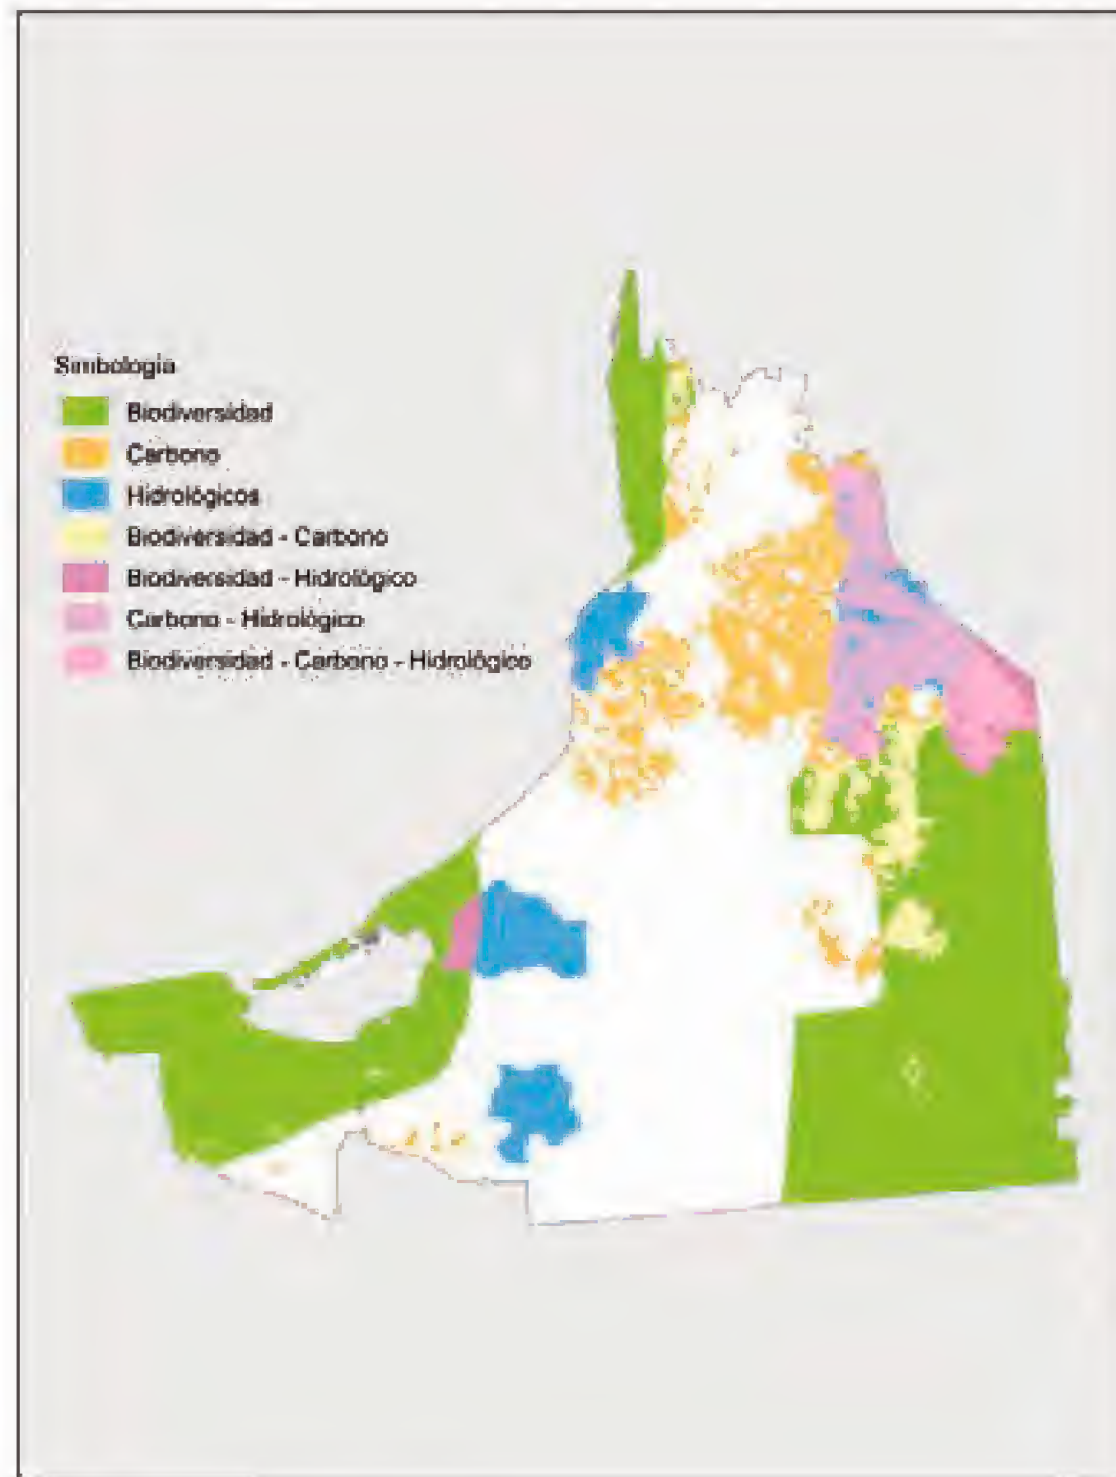 Simbología
Biodiversidad
Carbono
Hidrológicos
Biodiversidad - Carbono
Biodiversidad - Hidrológico
Carbono - Hidrológico
Biodiversidad - Carbono - Hidrológico